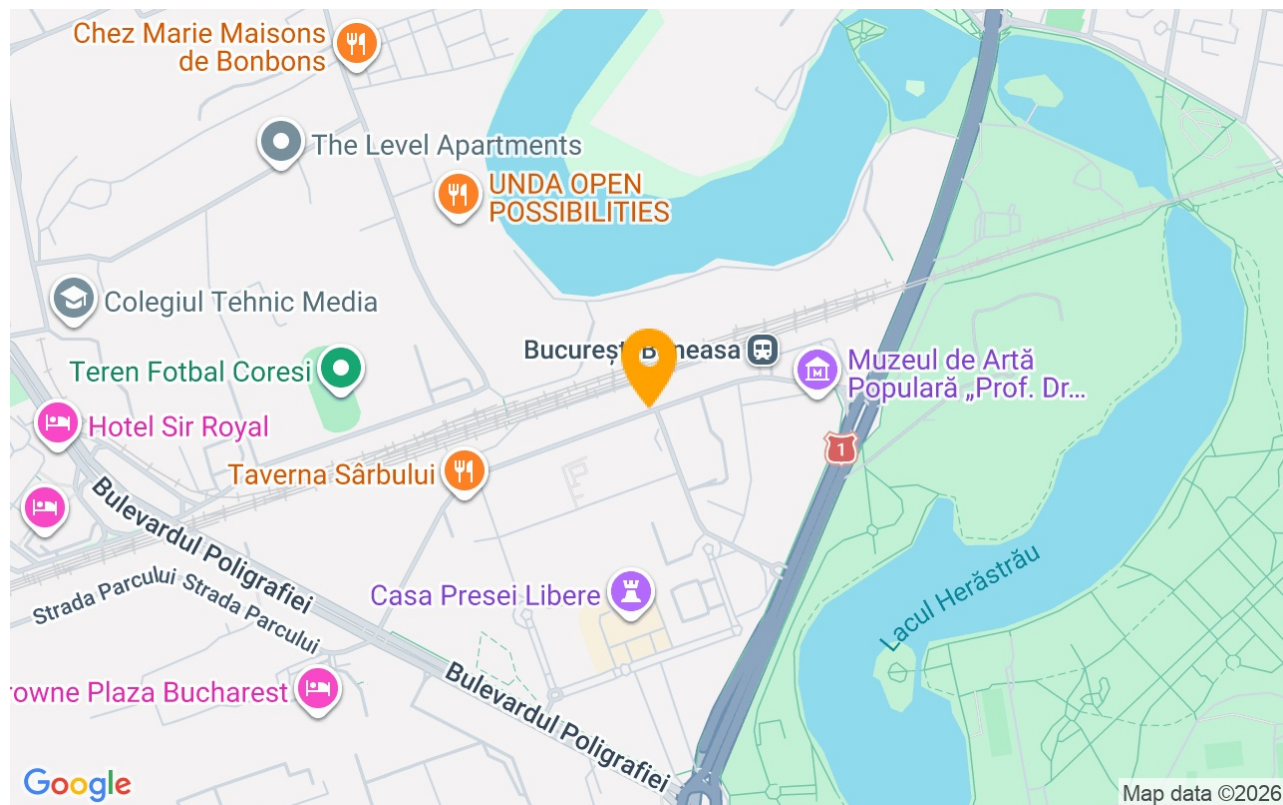 Chez Marie Maisons
de Bonbons
The Level Apartments
UNDA OPEN
POSSIBILITIES
Colegiul Tehnic Media
București
Teren Fotbal Coresi
Muzeul de Artă
Populară „Prof. Dr...
Hotel Sir Royal
1
Taverna Sârbului
Bulevardul Poligrafiei
Strada Parcului
Strada Parcului
Casa Presei Libere
Lacul Herăstrău
rowne Plaza Bucharest
Bulevardul Poligrafiei
Google
Map data ©2026